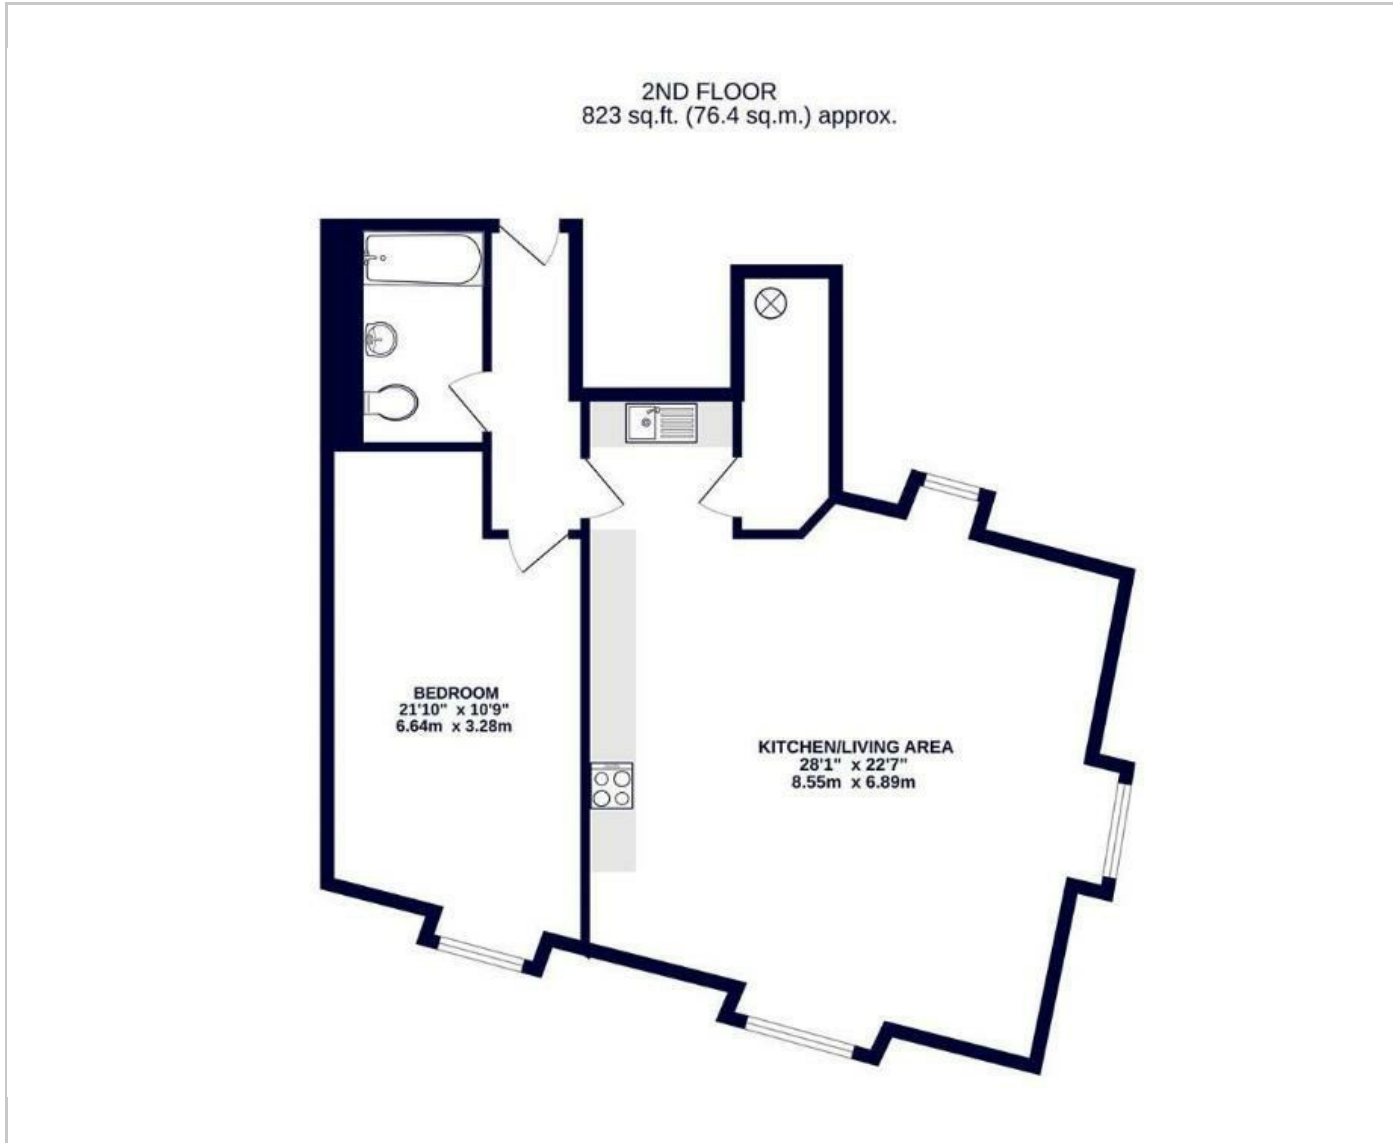 2ND FLOOR
823 sq.ft. (76.4 sq.m.) approx.
BEDROOM
21'10" x 10'9"
6.64m x 3.28m
KITCHEN/LIVING AREA
28'1" x 22'7"
8.55m x 6.89m